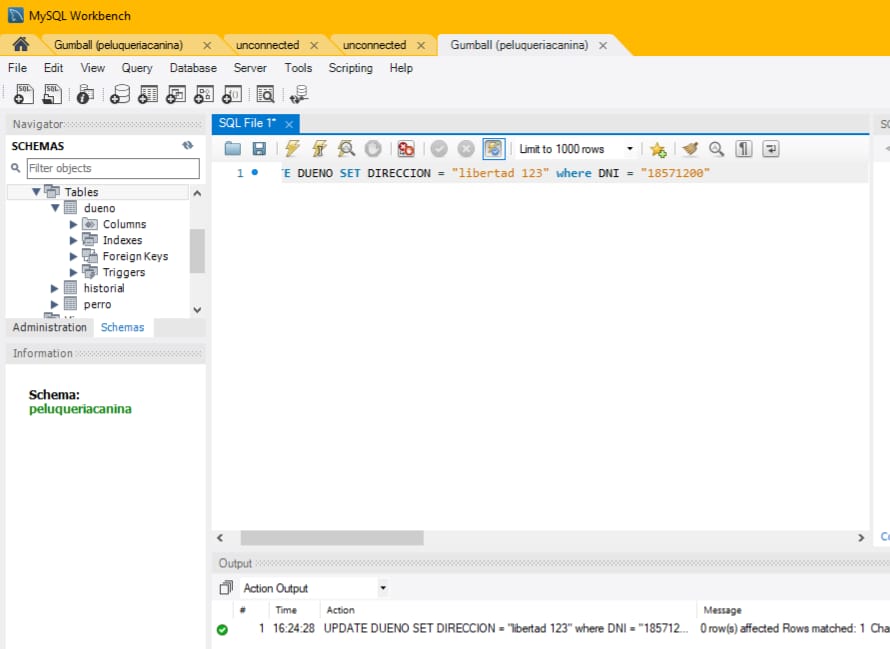 MySQL Workbench
Gumball (peluqueriacanina) × unconnected × unconnected × Gumball (peluqueriacanina) ×
File Edit View Query Database Server Tools Scripting Help
Navigator
SQL File 1* ×
SCHEMAS
Filter objects
Limit to 1000 rows
Tables
dueno
Columns
Indexes
Foreign Keys
Triggers
historial
perro
1 E DUENO SET DIRECCION = "libertad 123" where DNI = "18571200"
Administration Schemas
Information
Schema:
peluqueriacanina
Output
Action Output
# Time Action Message
1 16:24:28 UPDATE DUENO SET DIRECCION = "libertad 123" where DNI = "185712... 0 row(s) affected Rows matched: 1 Cha